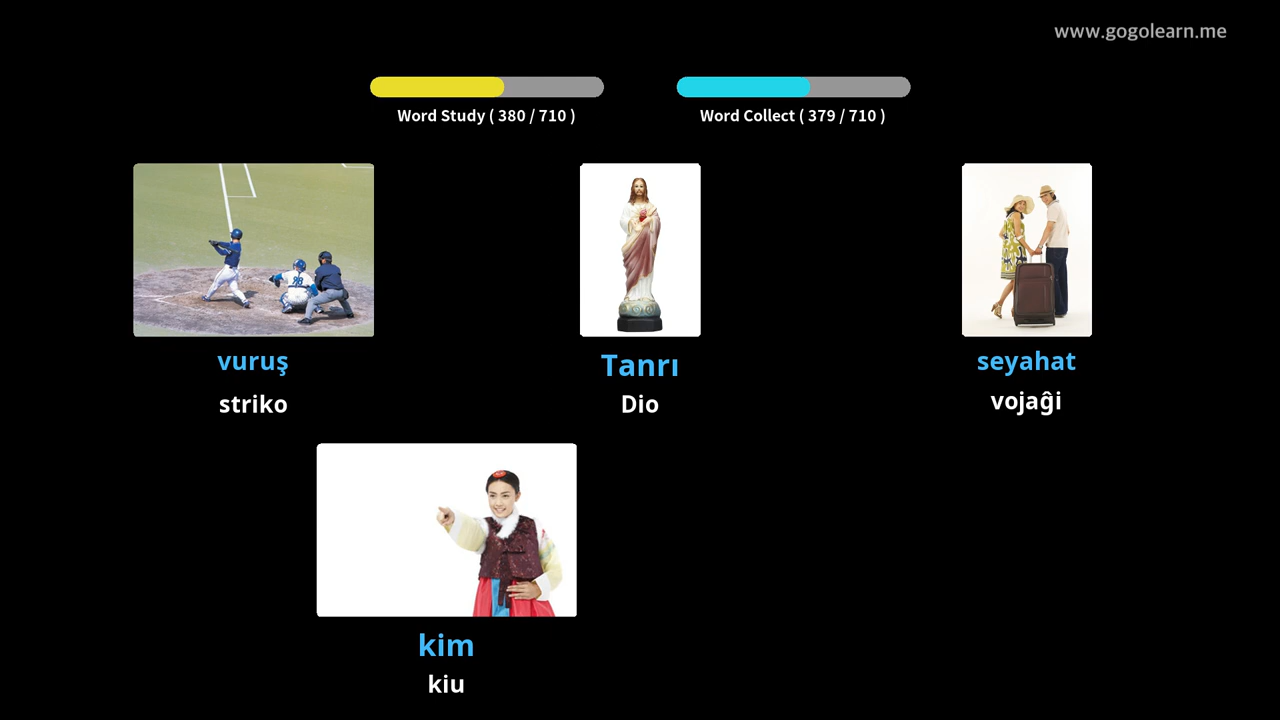 www.gogolearn.me
Word Study ( 380 / 710 )
Word Collect ( 379 / 710 )
vuruş
striko
Tanrı
Dio
seyahat
vojaĝi
kim
kiu